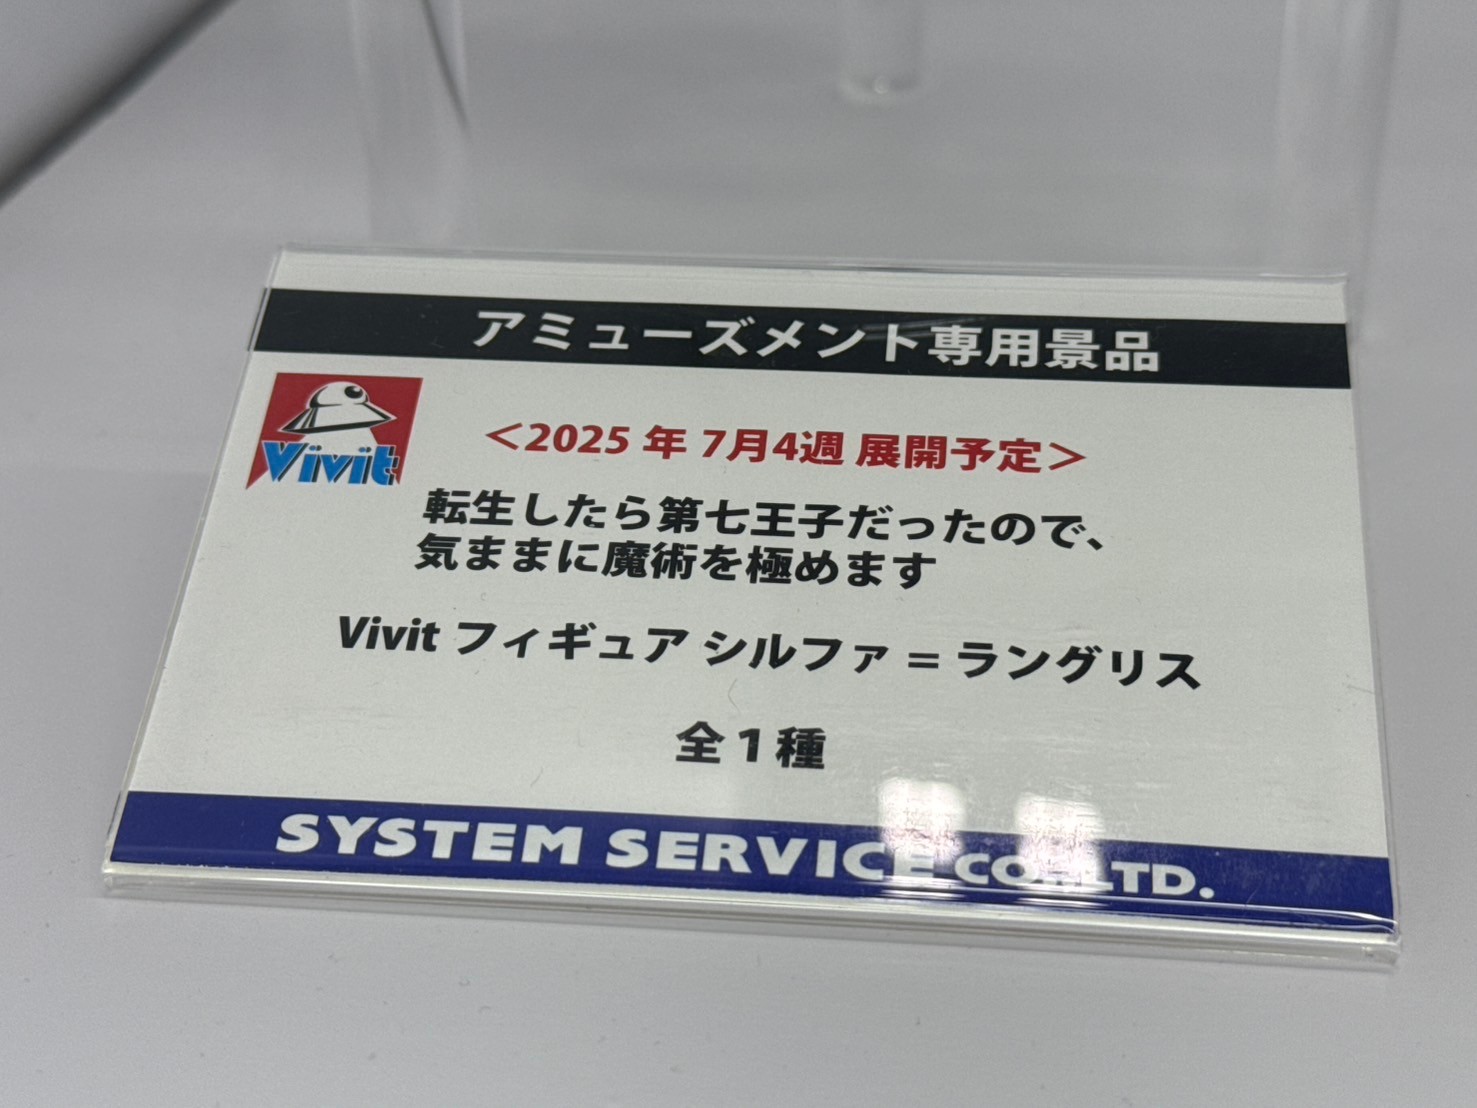 アミューズメント専用景品
Vivit
＜2025 年 7月4週 展開予定＞
転生したら第七王子だったので、
気ままに魔術を極めます
Vivit フィギュア シルファ = ラングリス
全1種
SYSTEM SERVICE CO.,LTD.